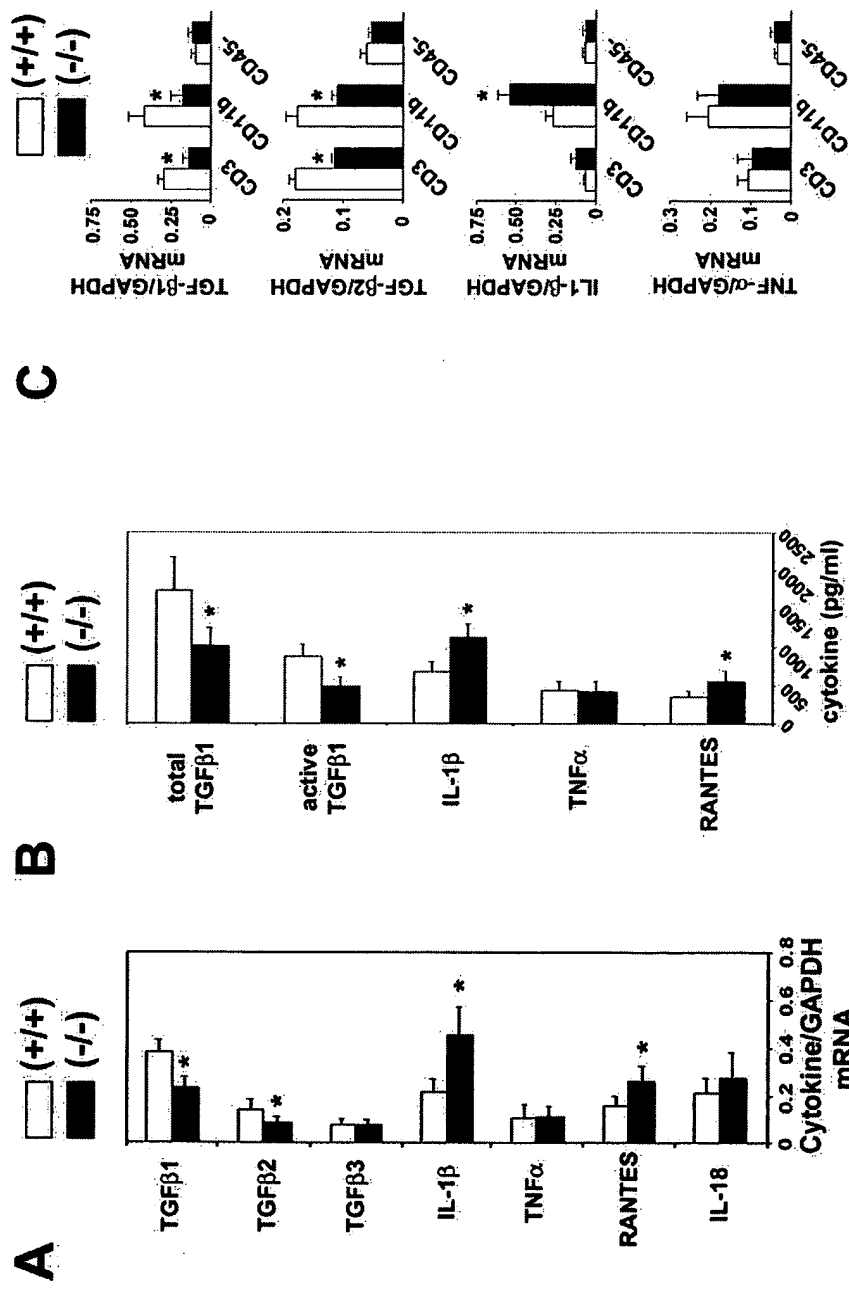 A
(+/+)
(-/-)
TGFβ1
TGFβ2
TGFβ3
IL-1β
TNFα
RANTES
IL-18
*
*
*
*
0 0.2 0.4 0.6 0.8
Cytokine/GAPDH
mRNA
B
(+/+)
(-/-)
total
TGFβ1
active
TGFβ1
IL-1β
TNFα
RANTES
*
*
*
*
0 500 1000 1500 2000 2500
cytokine (pg/ml)
C
(+/+)
(-/-)
TGF-β1/GAPDH
mRNA
0.75
0.50
0.25
0
*
*
CD3 CD11b CD45-
TGF-β2/GAPDH
mRNA
0.2
0.1
0
*
*
CD3 CD11b CD45-
IL1-β/GAPDH
mRNA
0.75
0.50
0.25
0
*
CD3 CD11b CD45-
TNF-α/GAPDH
mRNA
0.3
0.2
0.1
0
CD3 CD11b CD45-